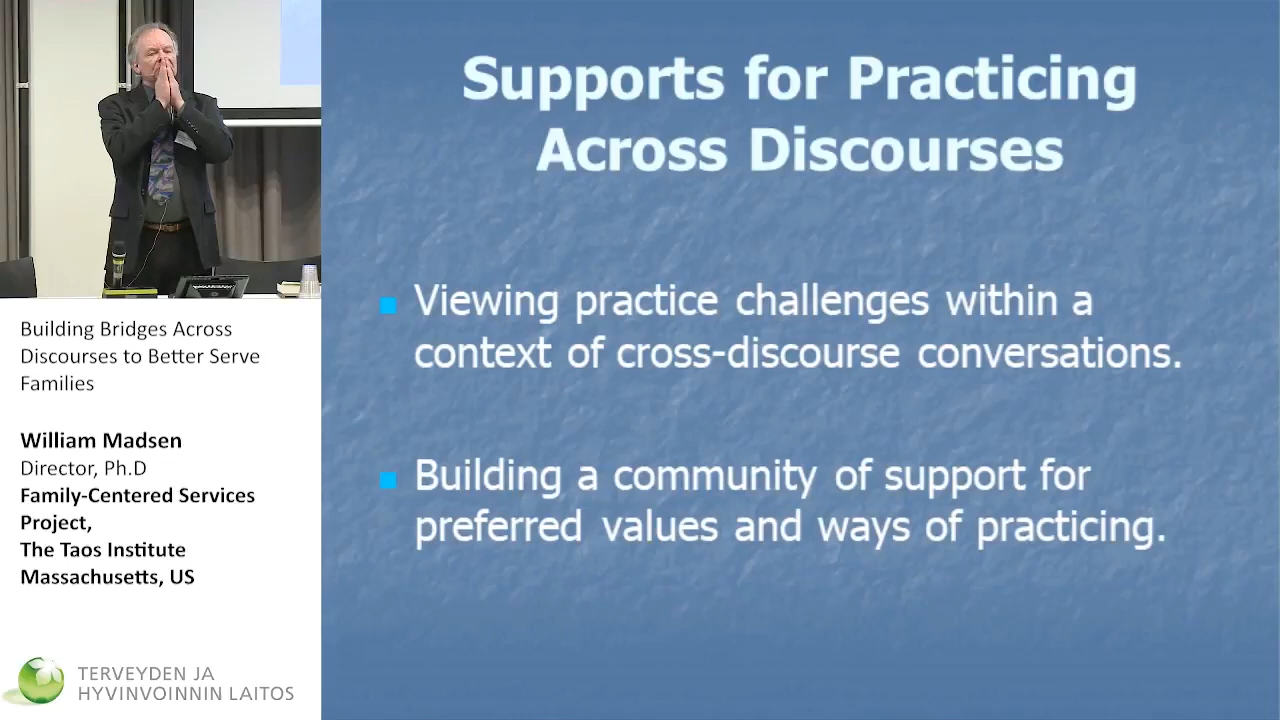 Supports for Practicing
Across Discourses
Viewing practice challenges within a
context of cross-discourse conversations.
Building a community of support for
preferred values and ways of practicing.
Building Bridges Across
Discourses to Better Serve
Families
William Madsen
Director, Ph.D
Family-Centered Services
Project,
The Taos Institute
Massachusetts, US
TERVEYDEN JA
HYVINVOINNIN LAITOS